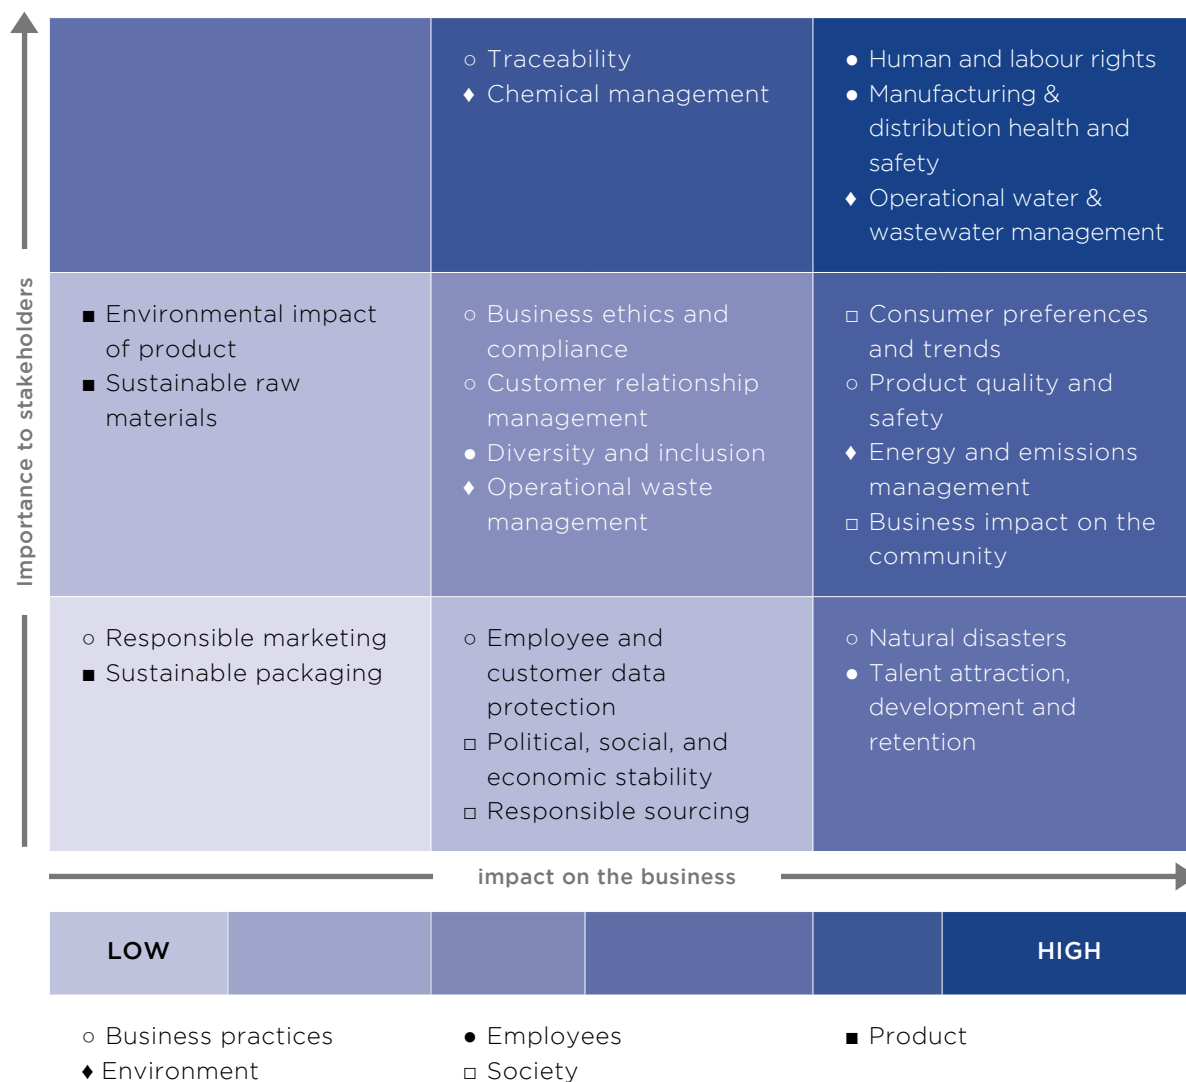 ○ Traceability
♦ Chemical management
● Human and labour rights
● Manufacturing &
distribution health and
safety
♦ Operational water &
wastewater management
Importance to stakeholders
■ Environmental impact
of product
■ Sustainable raw
materials
○ Business ethics and
compliance
○ Customer relationship
management
● Diversity and inclusion
♦ Operational waste
management
□ Consumer preferences
and trends
○ Product quality and
safety
♦ Energy and emissions
management
□ Business impact on the
community
○ Responsible marketing
■ Sustainable packaging
○ Employee and
customer data
protection
□ Political, social, and
economic stability
□ Responsible sourcing
○ Natural disasters
● Talent attraction,
development and
retention
impact on the business
LOW
HIGH
○ Business practices
♦ Environment
● Employees
□ Society
■ Product